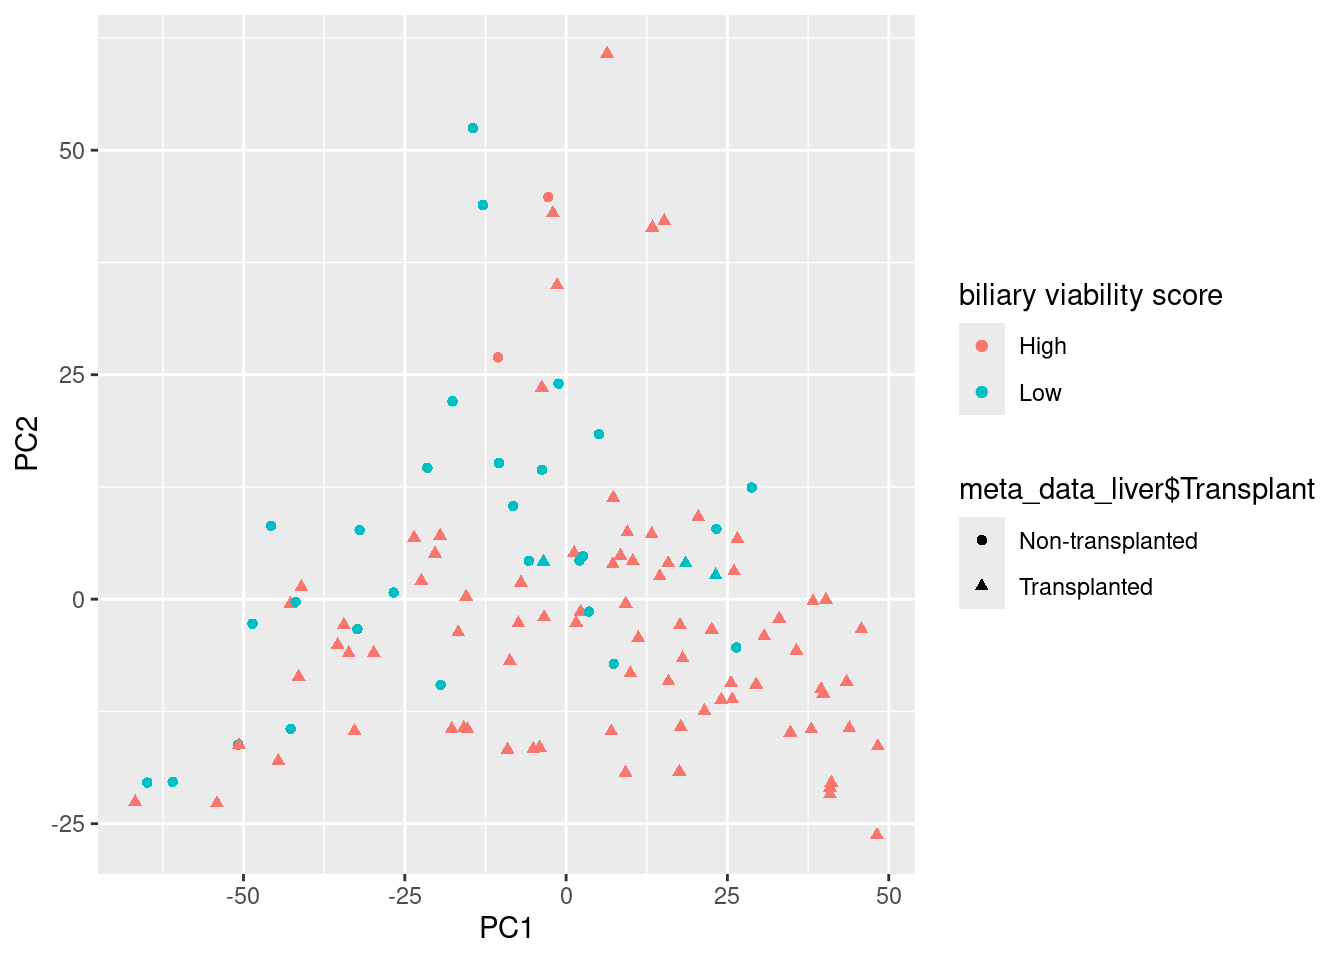 50
25
0
-25
PC2
-50
-25
0
25
50
PC1
biliary viability score
High
Low
meta_data_liver$Transplant
Non-transplanted
Transplanted